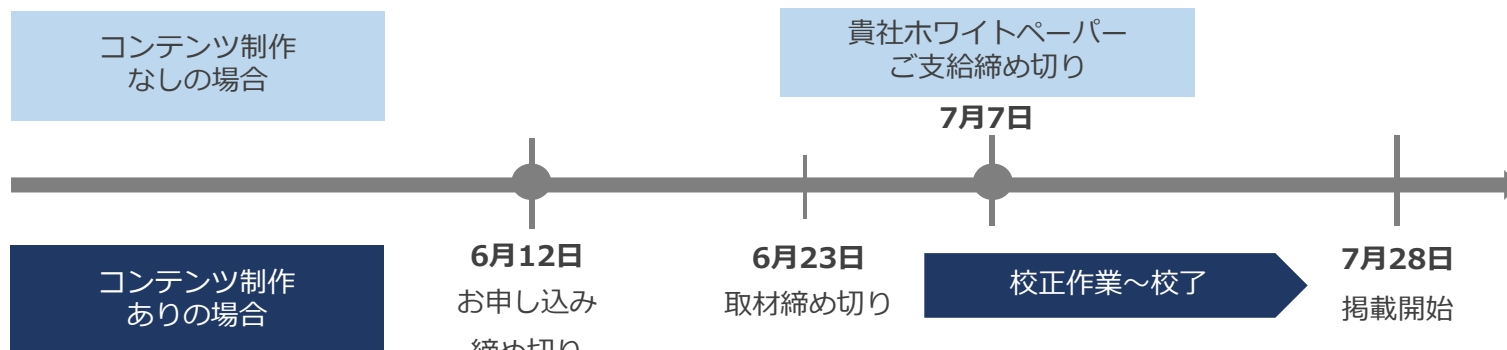 コンテンツ制作
なしの場合
貴社ホワイトペーパー
ご支給締め切り
7月7日
コンテンツ制作
ありの場合
6月12日
お申し込み
締め切り
6月23日
取材締め切り
校正作業～校了
7月28日
掲載開始